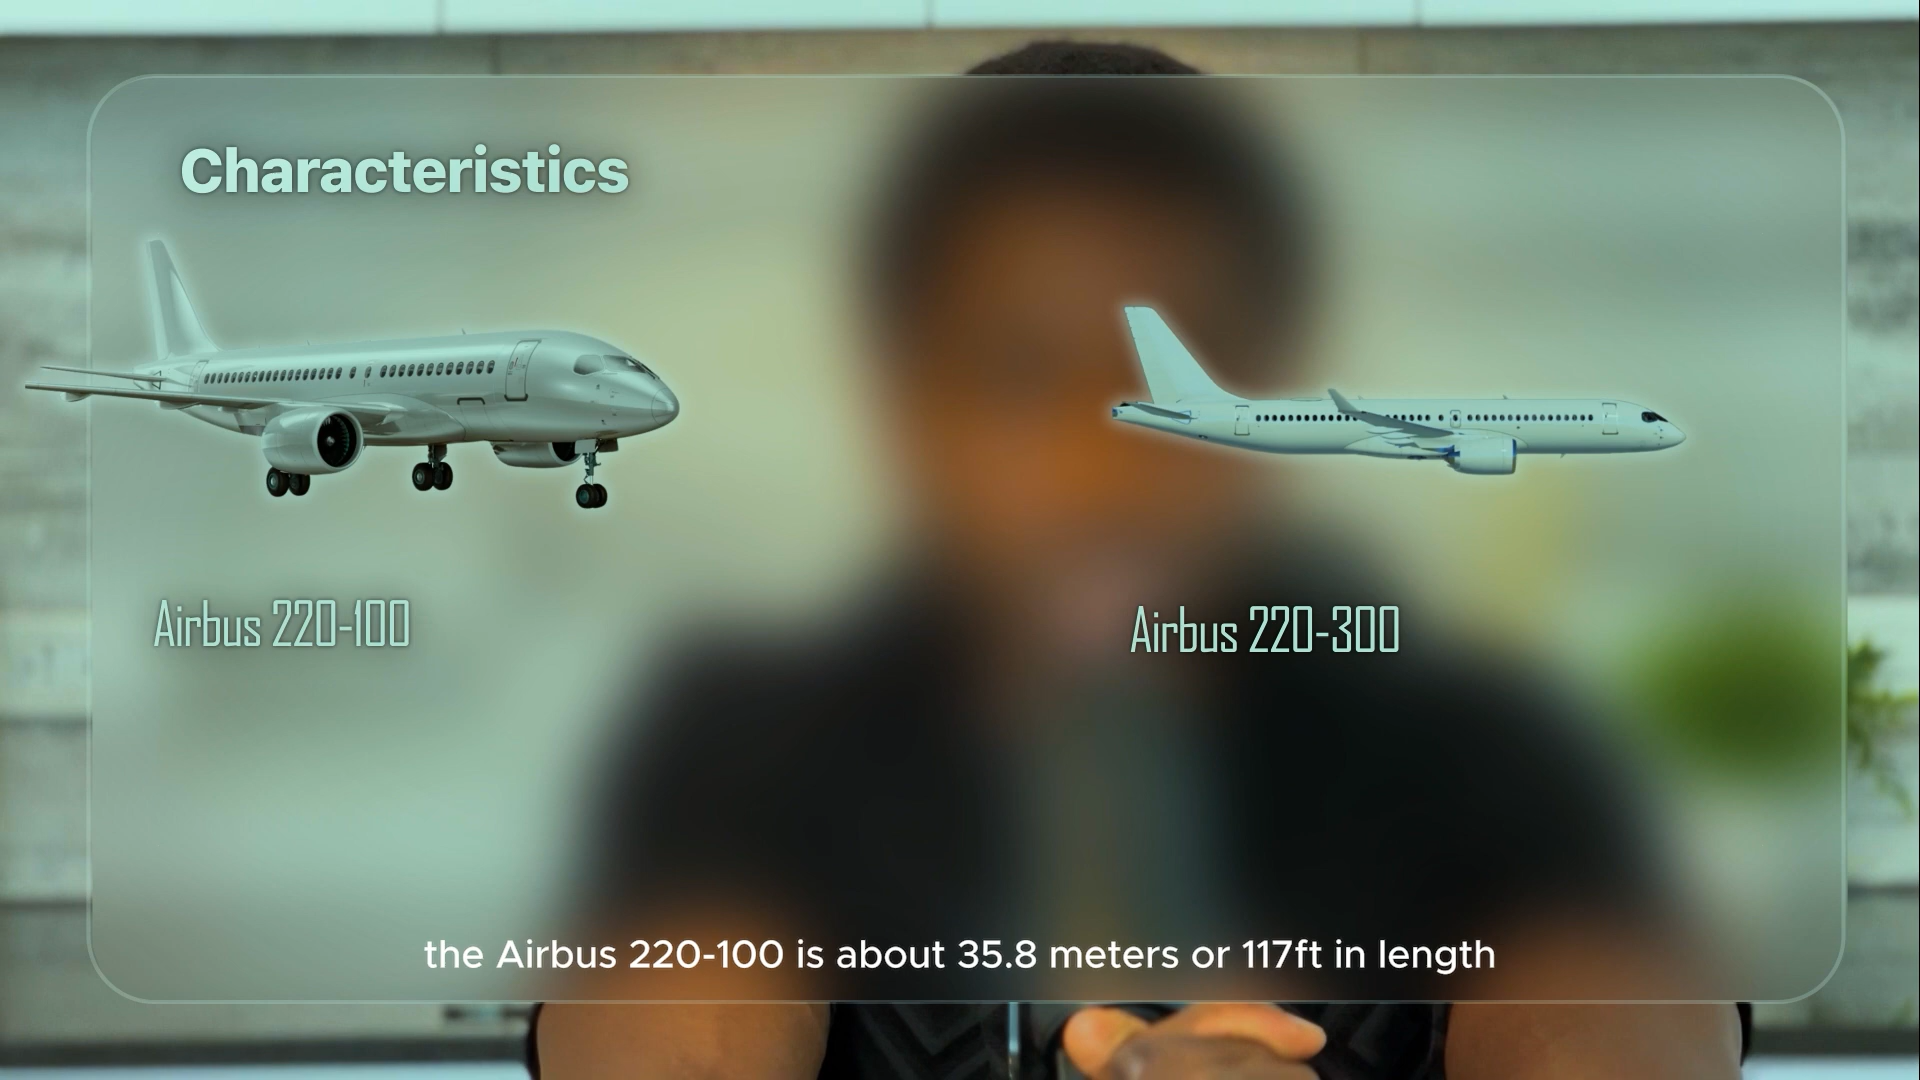 Characteristics
Airbus 220-100
Airbus 220-300
the Airbus 220-100 is about 35.8 meters or 117ft in length